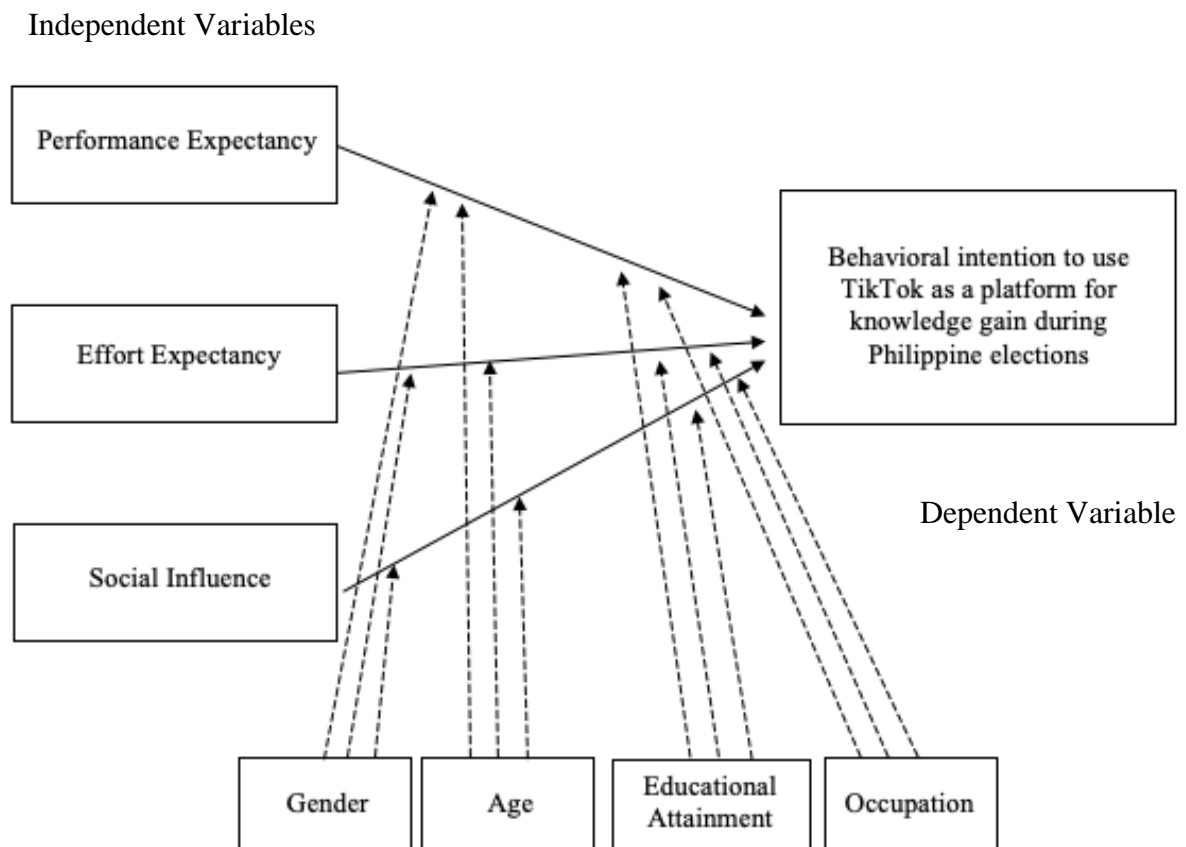 Independent Variables
Performance Expectancy
Behavioral intention to use
TikTok as a platform for
knowledge gain during
Philippine elections
Effort Expectancy
Dependent Variable
Social Influence
Gender
Age
Educational
Attainment
Occupation